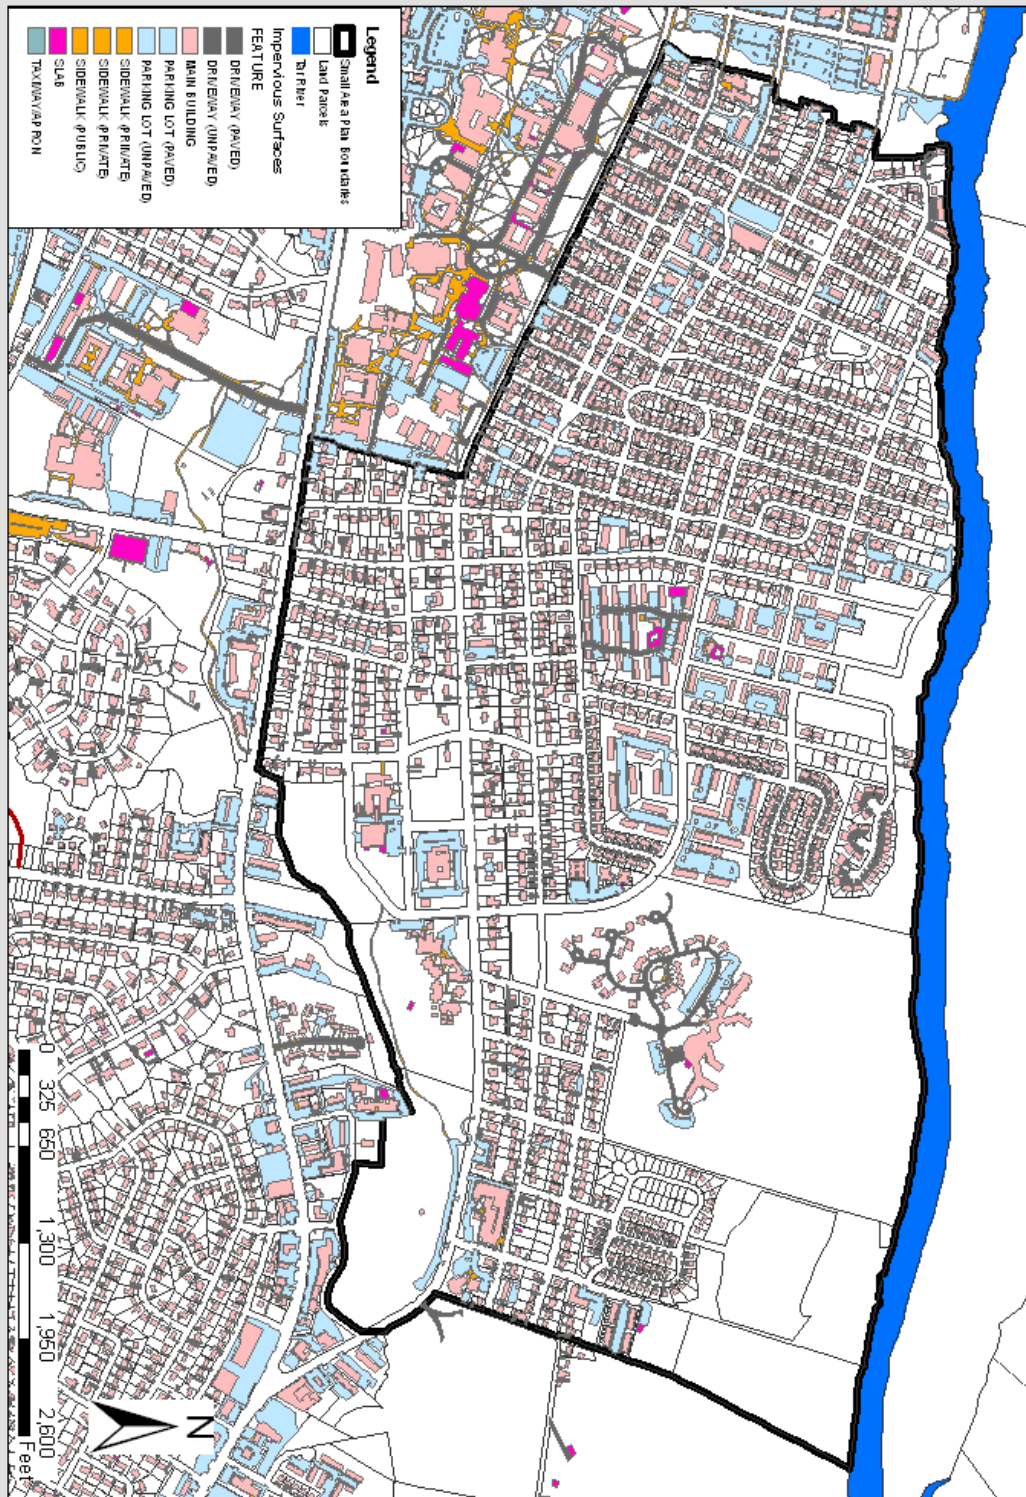 Legend
Small Area Plan Boundaries
Land Parcels
Tar River
Impervious Surfaces
FEATURE
DRIVEWAY (PAVED)
DRIVEWAY (UNPAVED)
MAIN BUILDING
PARKING LOT (PAVED)
PARKING LOT (UNPAVED)
SIDEWALK (PRIVATE)
SIDEWALK (PRIVATE)
SIDEWALK (PUBLIC)
SLAB
TAXIWAY/APRON
0 325 650 1,300 1,950 2,600
Feet
N